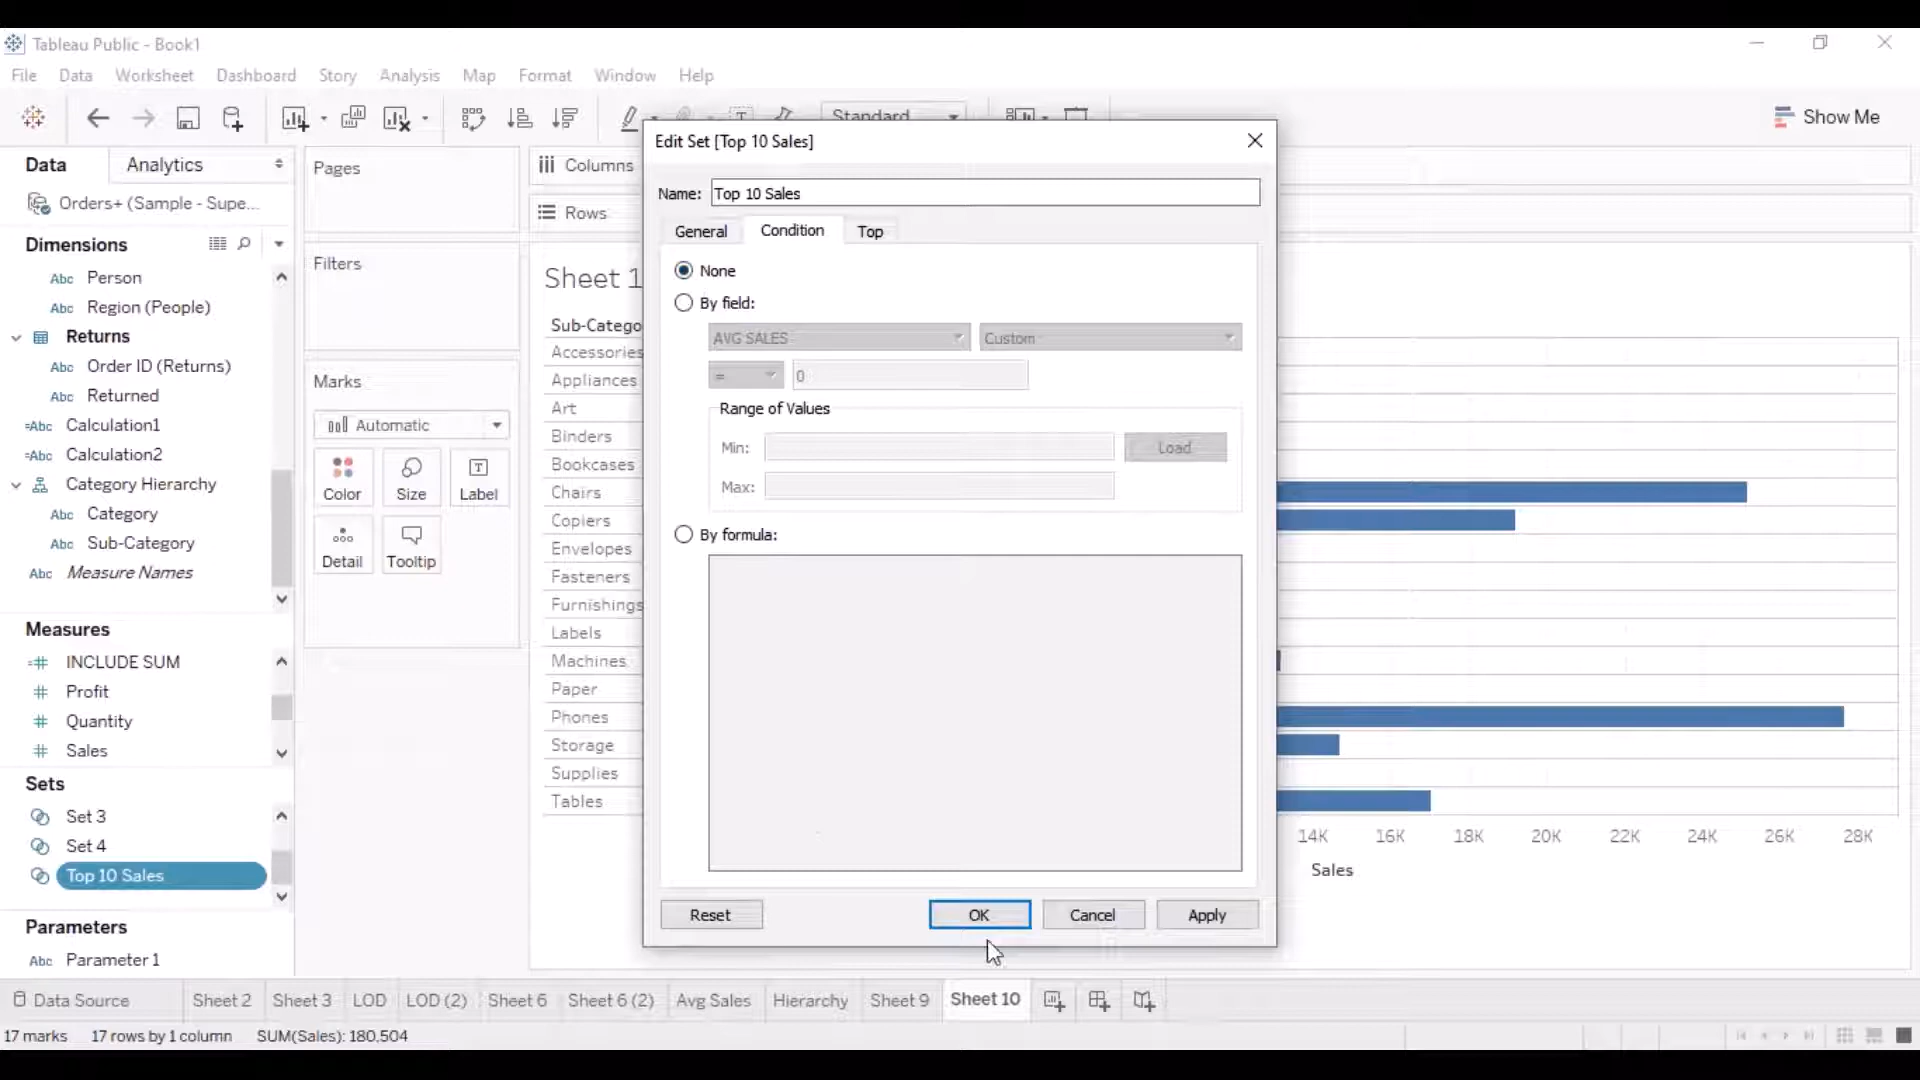 Tableau Public - Book1
File Data Worksheet Dashboard Story Analysis Map Format Window Help
Standard
Show Me
Data Analytics
Orders+ (Sample - Supe...
Dimensions
Abc Person
Abc Region (People)
Returns
Abc Order ID (Returns)
Abc Returned
=Abc Calculation1
=Abc Calculation2
Category Hierarchy
Abc Category
Abc Sub-Category
Abc Measure Names
Measures
=# INCLUDE SUM
# Profit
# Quantity
# Sales
Sets
Set 3
Set 4
Top 10 Sales
Parameters
Abc Parameter 1
Pages
Filters
Marks
Automatic
Color Size Label
Detail Tooltip
Columns
Rows
Sheet 1
Sub-Catego
Accessories
Appliances
Art
Binders
Bookcases
Chairs
Copiers
Envelopes
Fasteners
Furnishings
Labels
Machines
Paper
Phones
Storage
Supplies
Tables
Edit Set [Top 10 Sales]
Name: Top 10 Sales
General Condition Top
None
By field:
AVG SALES Custom
= 0
Range of Values
Min: Load
Max:
By formula:
Reset OK Cancel Apply
14K 16K 18K 20K 22K 24K 26K 28K
Sales
Data Source Sheet 2 Sheet 3 LOD LOD (2) Sheet 6 Sheet 6 (2) Avg Sales Hierarchy Sheet 9 Sheet 10
17 marks 17 rows by 1 column SUM(Sales): 180,504